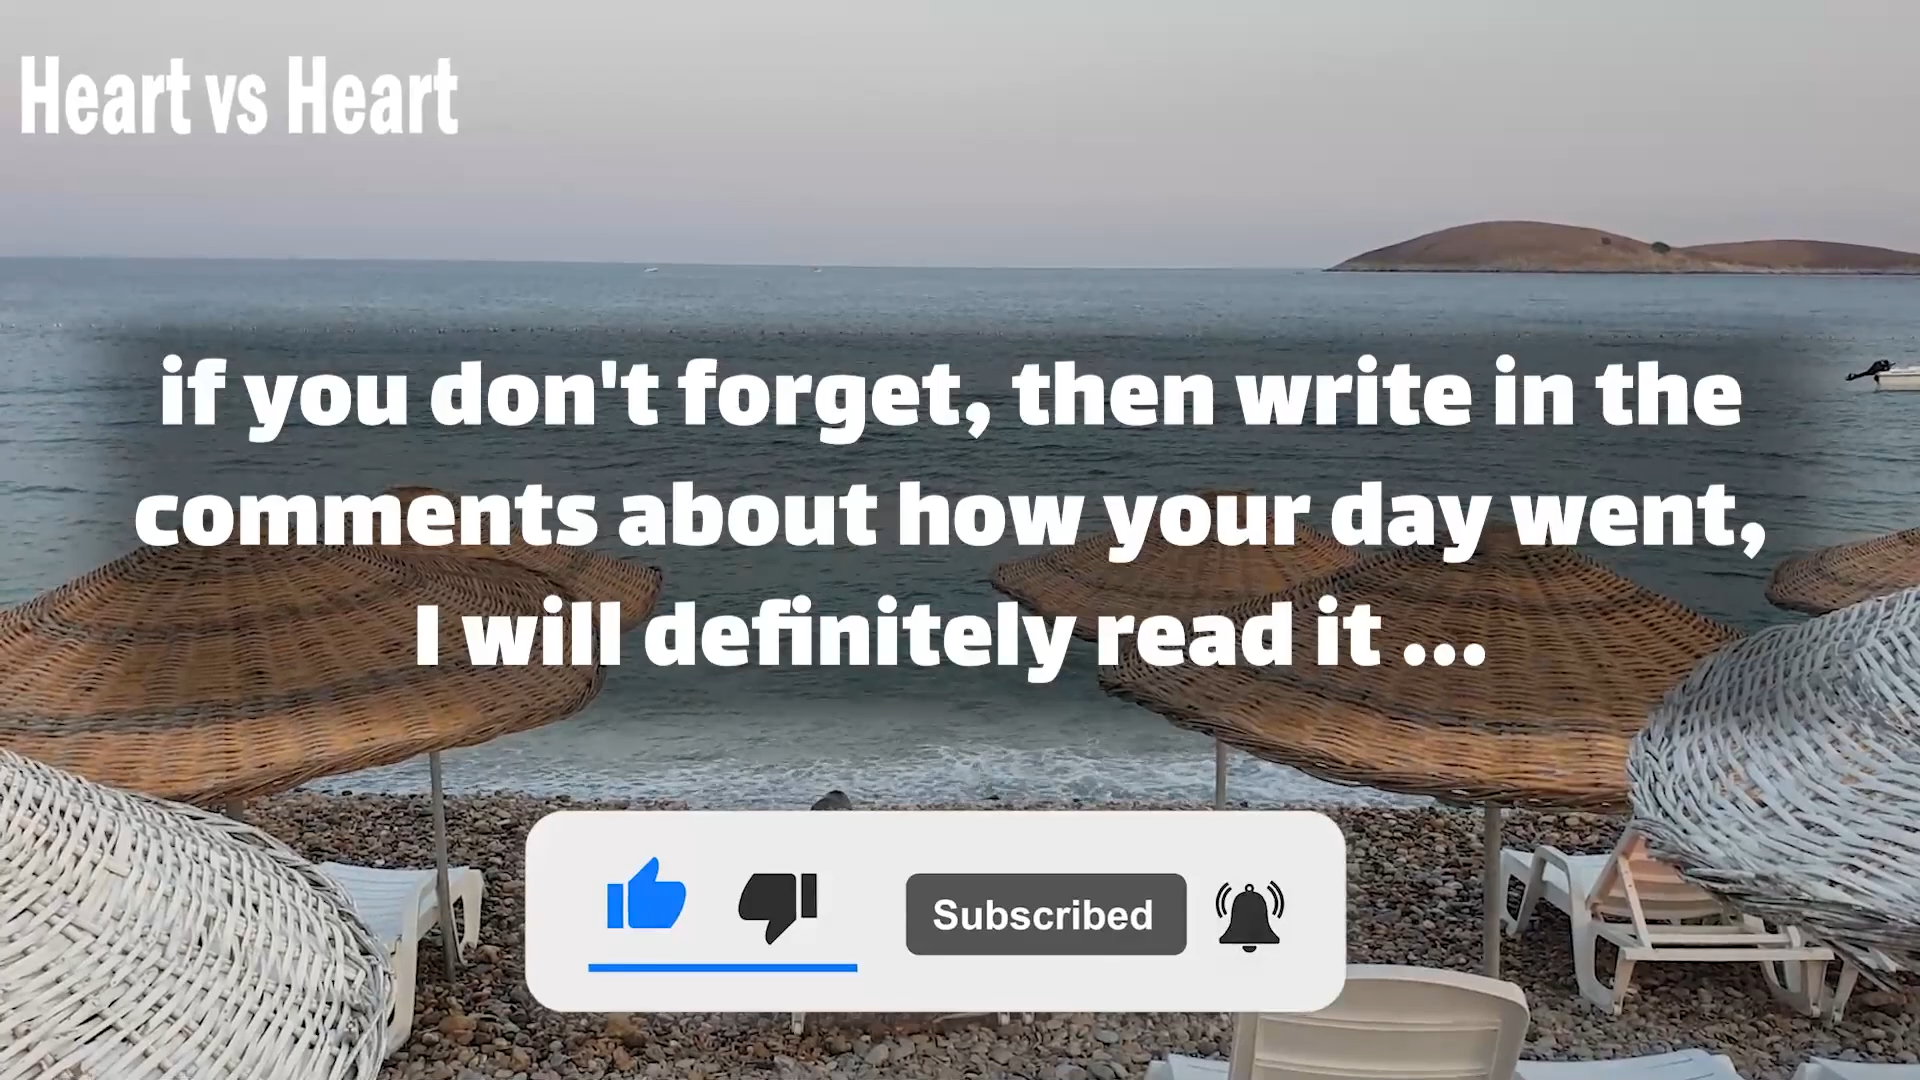 Heart vs Heart
if you don't forget, then write in the
comments about how your day went,
I will definitely read it ...
Subscribed